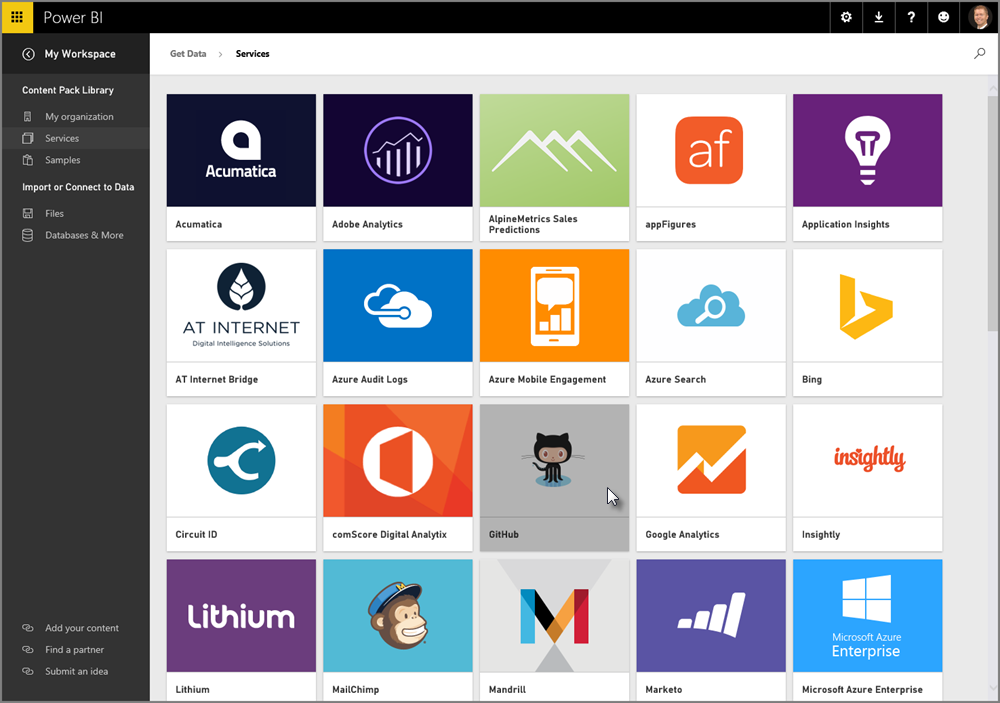 Power BI
?
My Workspace
Get Data > Services
Content Pack Library
My organization
Services
Samples
Import or Connect to Data
Files
Databases & More
Add your content
Find a partner
Submit an idea
Acumatica
Acumatica
Adobe Analytics
AlpineMetrics Sales
Predictions
af
appFigures
Application Insights
AT INTERNET
Digital Intelligence Solutions
AT Internet Bridge
Azure Audit Logs
Azure Mobile Engagement
Azure Search
Bing
Circuit ID
comScore Digital Analytix
GitHub
Google Analytics
insightly
Insightly
Lithium
Lithium
MailChimp
Mandrill
Marketo
Microsoft Azure
Enterprise
Microsoft Azure Enterprise